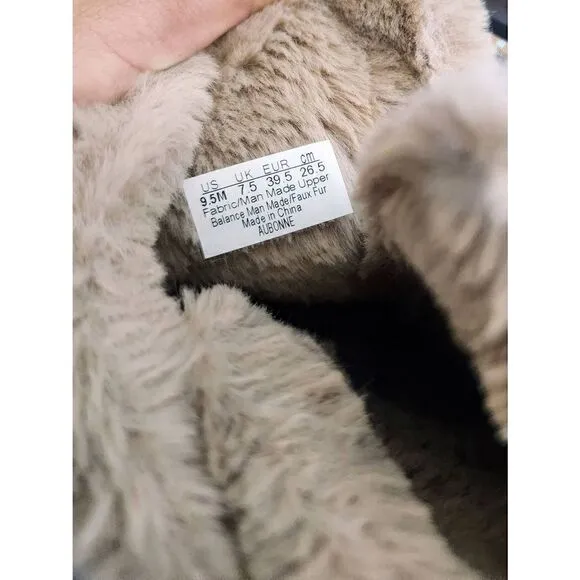 US UK EUR cm
9.5M 7.5 39.5 26.5
Fabric/Man Made Upper
Balance Man Made/Faux Fur
Made in China
AUBONNE